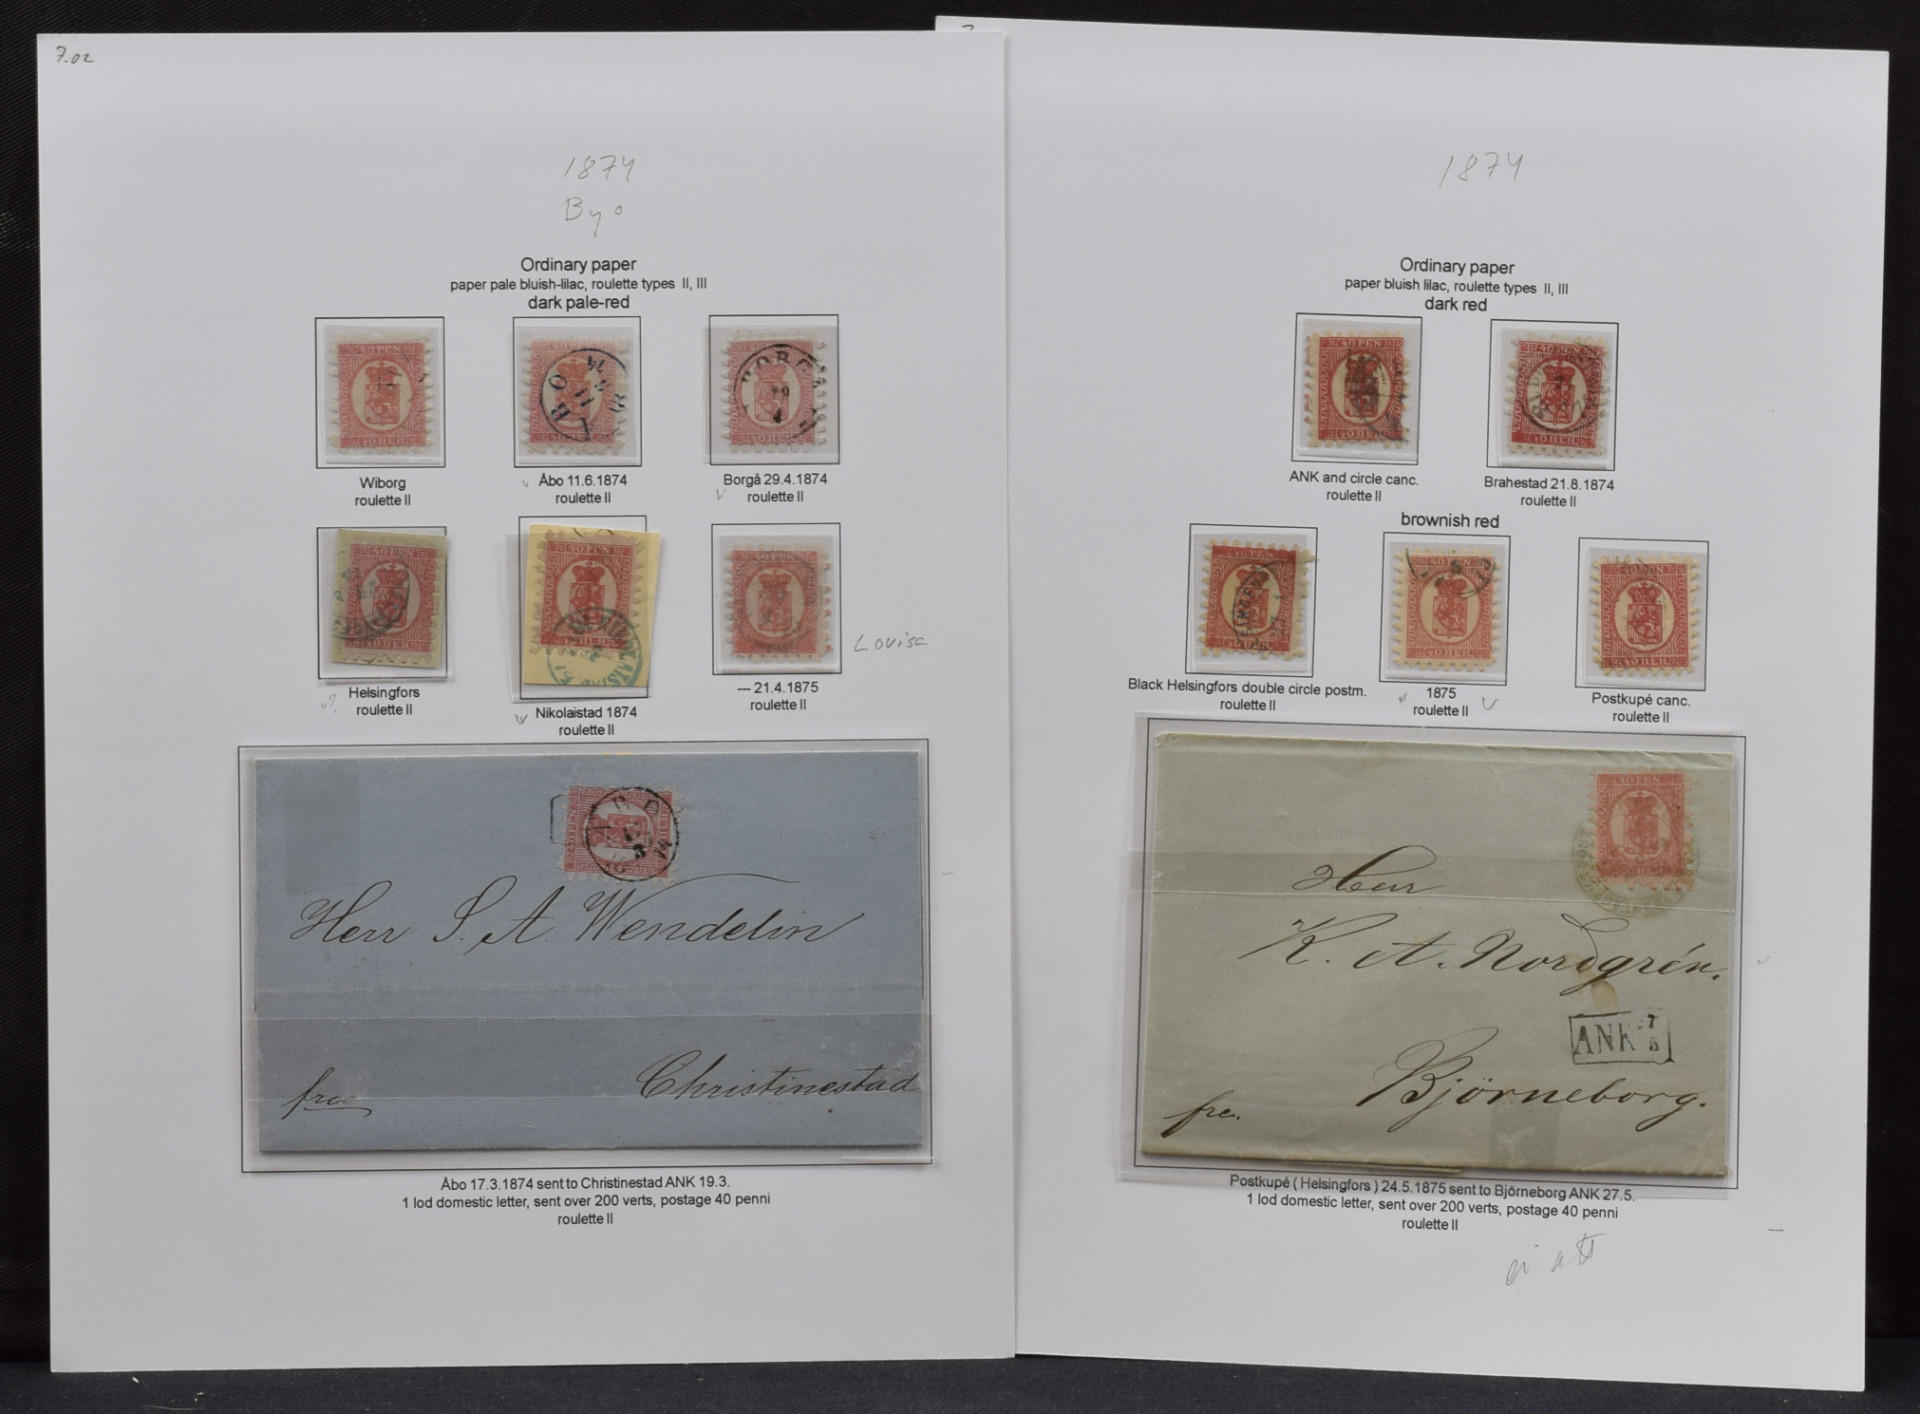 7.02
1874
Byo
Ordinary paper
paper pale bluish-lilac, roulette types II, III
dark pale-red
40 PEN
Wiborg
roulette II
Åbo 11.6.1874
roulette II
Borgå 29.4.1874
roulette II
Helsingfors
roulette II
Nikolaistad 1874
roulette II
--- 21.4.1875
roulette II
Lovisa
Herr S. A. Wendelin
Christinestad
Åbo 17.3.1874 sent to Christinestad ANK 19.3.
1 lod domestic letter, sent over 200 verts, postage 40 penni
roulette II
1874
Ordinary paper
paper bluish lilac, roulette types II, III
dark red
ANK and circle canc.
roulette II
Brahestad 21.8.1874
roulette II
brownish red
Black Helsingfors double circle postm.
roulette II
1875
roulette II
Postkupé canc.
roulette II
40 PEN
Herr
K. A. Nordgrén.
ANK
Björneborg.
frc.
Postkupé ( Helsingfors ) 24.5.1875 sent to Björneborg ANK 27.5.
1 lod domestic letter, sent over 200 verts, postage 40 penni
roulette II